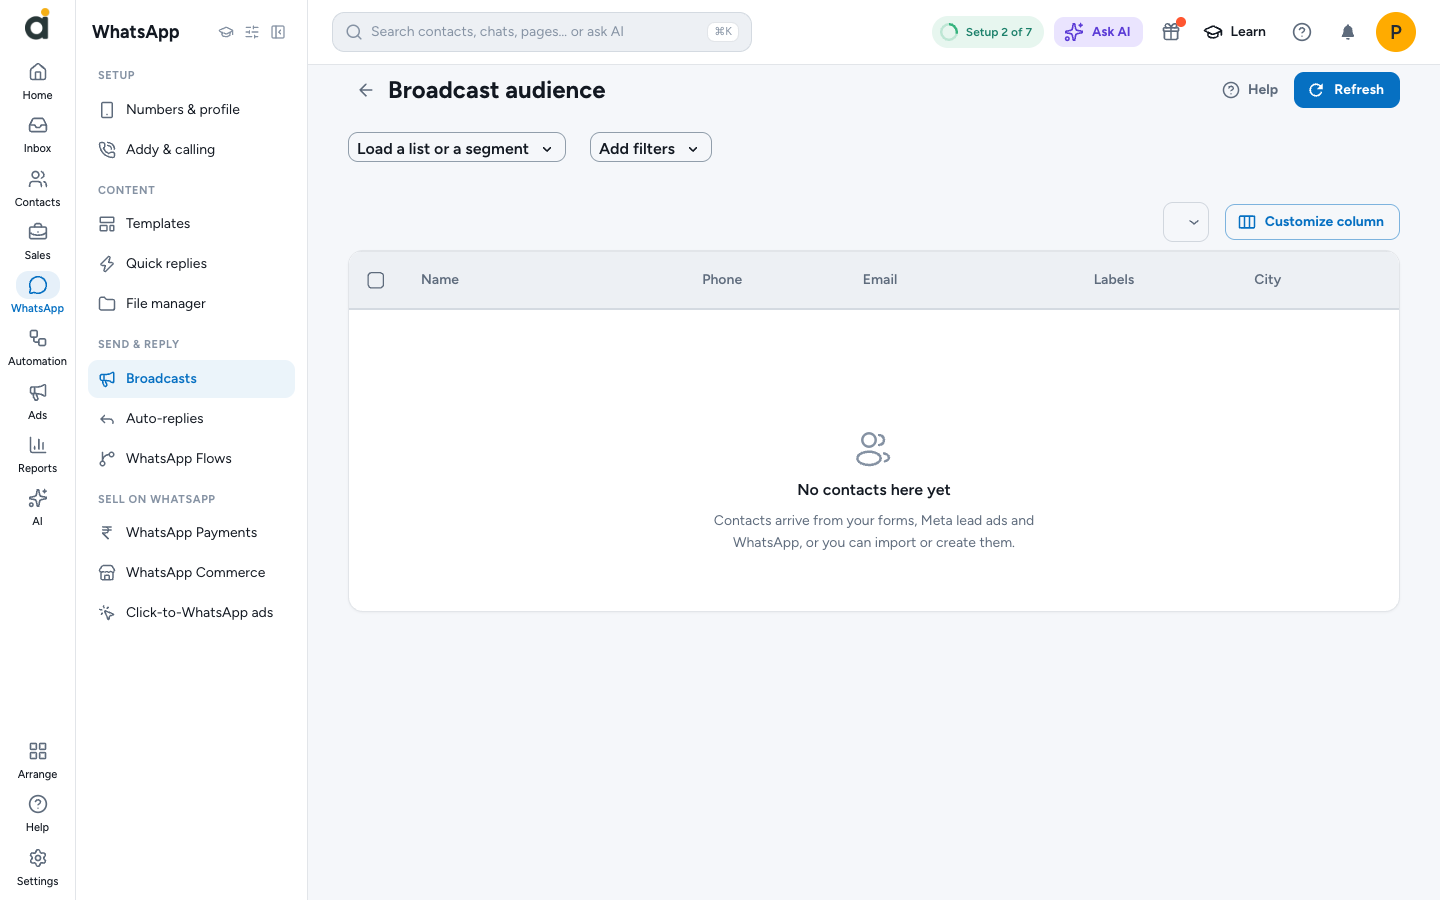 WhatsApp
Search contacts, chats, pages... or ask AI
⌘K
Setup 2 of 7
Ask AI
Learn
P
Home
Inbox
Contacts
Sales
WhatsApp
Automation
Ads
Reports
AI
Arrange
Help
Settings
SETUP
Numbers & profile
Addy & calling
CONTENT
Templates
Quick replies
File manager
SEND & REPLY
Broadcasts
Auto-replies
WhatsApp Flows
SELL ON WHATSAPP
WhatsApp Payments
WhatsApp Commerce
Click-to-WhatsApp ads
Broadcast audience
Help
Refresh
Load a list or a segment
Add filters
Customize column
Name
Phone
Email
Labels
City
No contacts here yet
Contacts arrive from your forms, Meta lead ads and
WhatsApp, or you can import or create them.